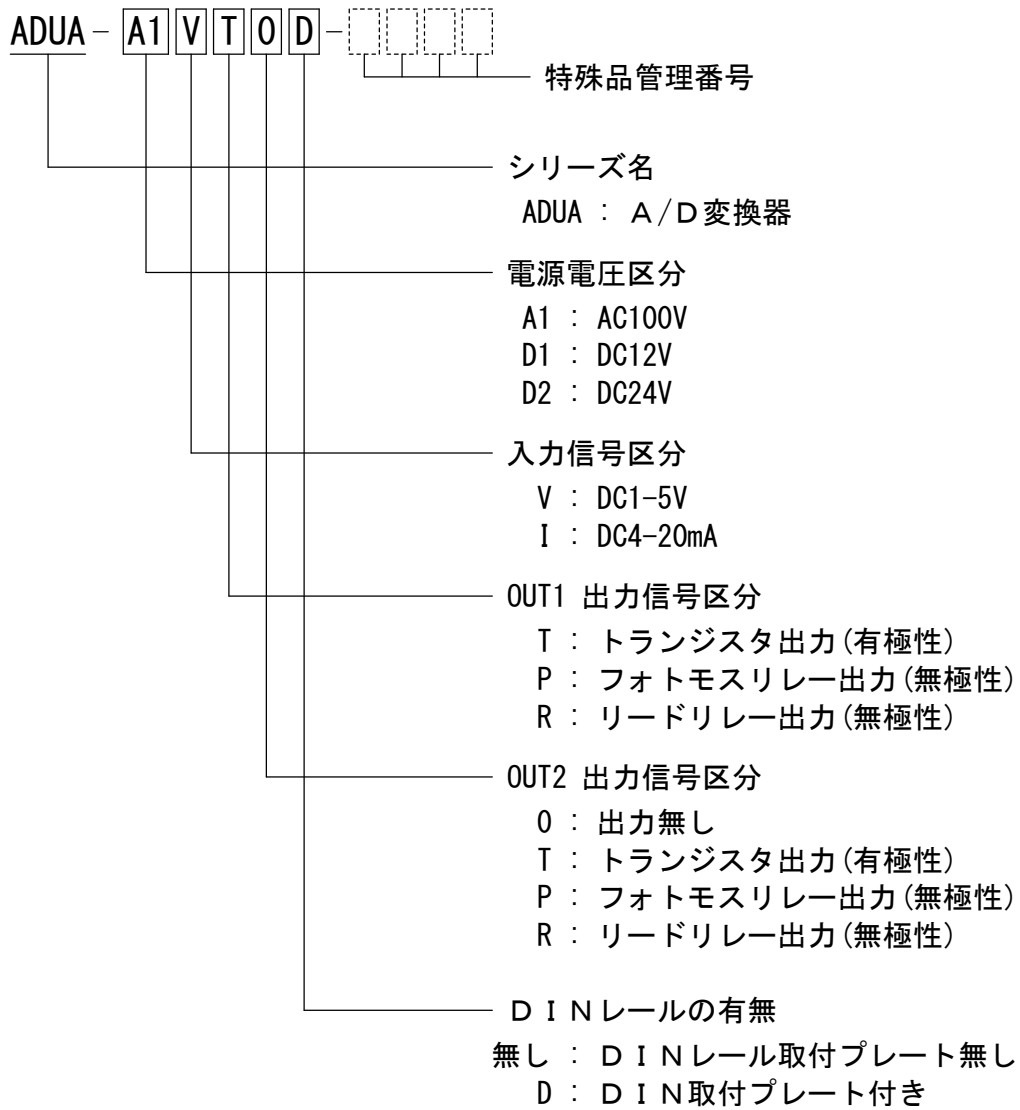 ADUA- A1 V T 0 D -
特殊品管理番号
シリーズ名
ADUA : A/D変換器
電源電圧区分
A1 : AC100V
D1 : DC12V
D2 : DC24V
入力信号区分
V : DC1-5V
I : DC4-20mA
OUT1 出力信号区分
T : トランジスタ出力(有極性)
P : フォトモスリレー出力(無極性)
R : リードリレー出力(無極性)
OUT2 出力信号区分
0 : 出力無し
T : トランジスタ出力(有極性)
P : フォトモスリレー出力(無極性)
R : リードリレー出力(無極性)
DINレールの有無
無し : DINレール取付プレート無し
D : DIN取付プレート付き